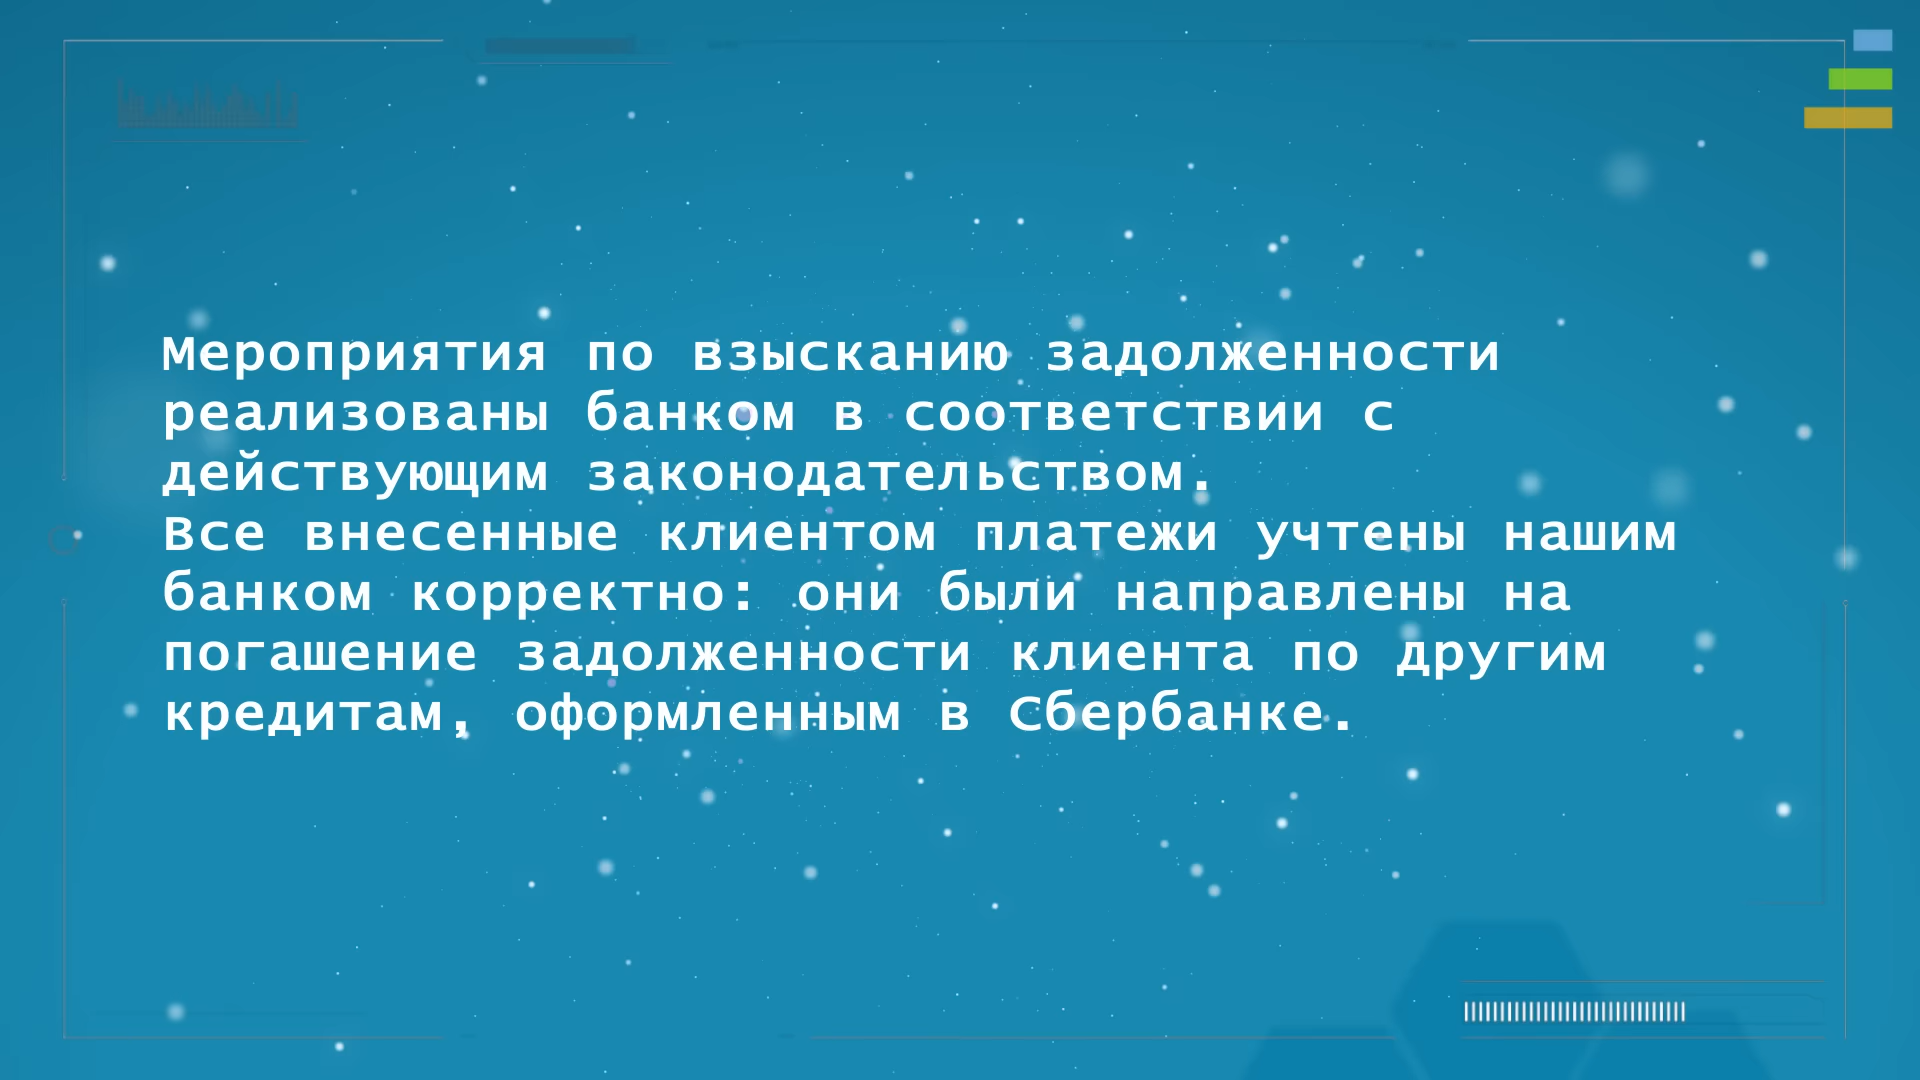 Мероприятия по взысканию задолженности
реализованы банком в соответствии с
действующим законодательством.
Все внесенные клиентом платежи учтены нашим
банком корректно: они были направлены на
погашение задолженности клиента по другим
кредитам, оформленным в Сбербанке.